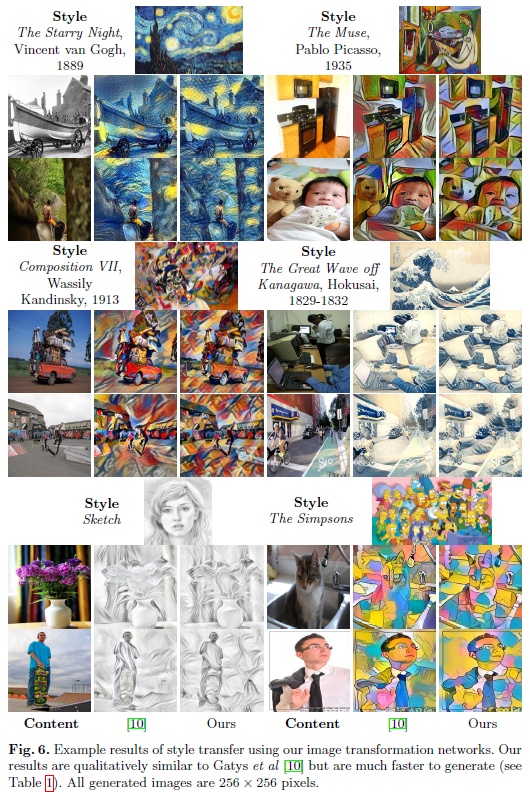 Style
The Starry Night,
Vincent van Gogh,
1889
Style
The Muse,
Pablo Picasso,
1935
Style
Composition VII,
Wassily
Kandinsky, 1913
Style
The Great Wave off
Kanagawa, Hokusai,
1829-1832
Style
Sketch
Style
The Simpsons
Content [10] Ours Content [10] Ours
Fig. 6. Example results of style transfer using our image transformation networks. Our
results are qualitatively similar to Gatys et al [10] but are much faster to generate (see
Table 1). All generated images are 256 × 256 pixels.